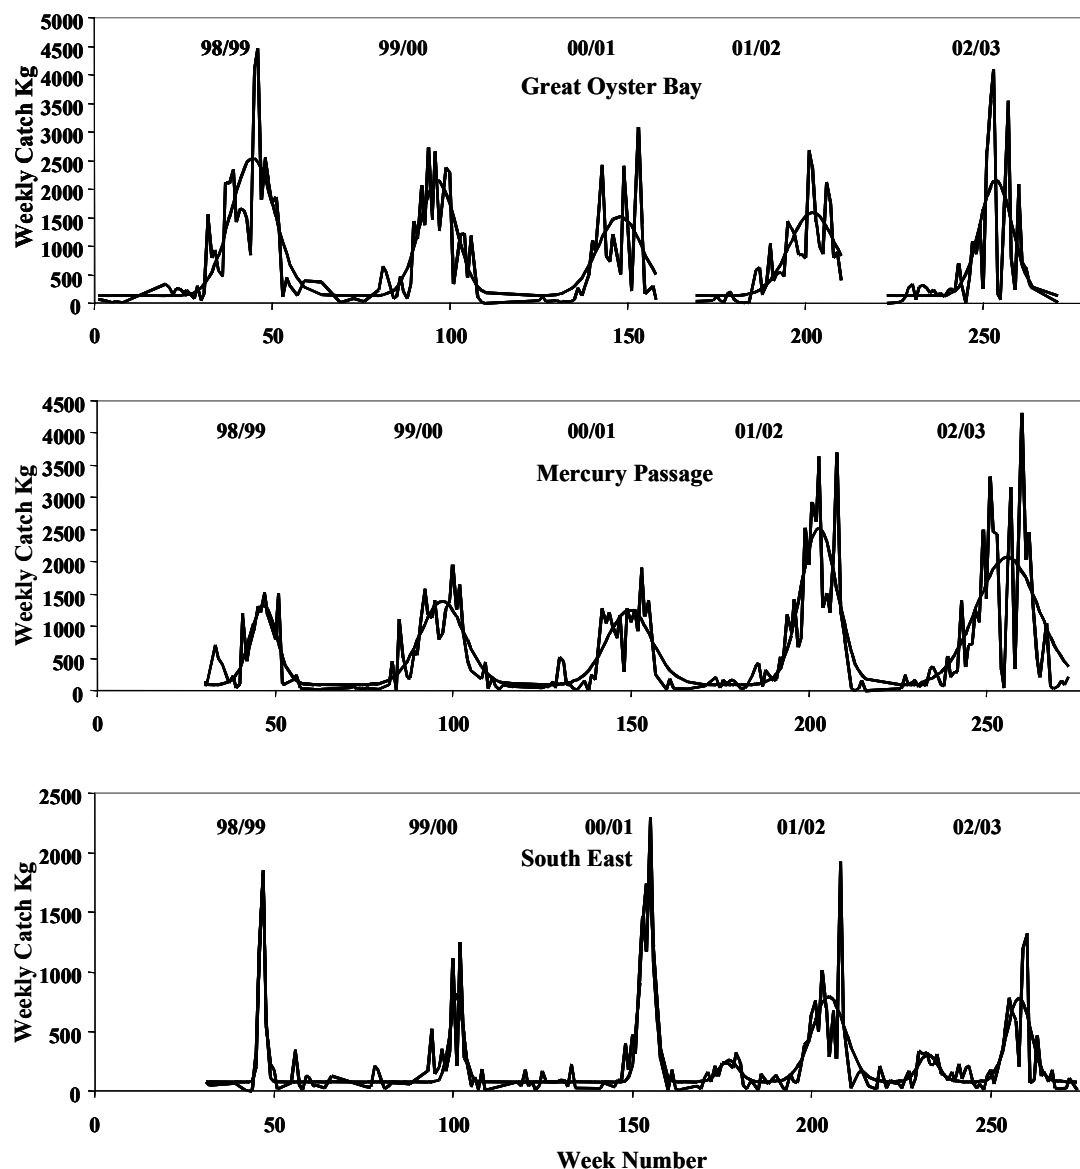 5000
4500
4000
3500
3000
2500
2000
1500
1000
500
0
Weekly Catch Kg
98/99 99/00 00/01 01/02 02/03
Great Oyster Bay
0 50 100 150 200 250
4500
4000
3500
3000
2500
2000
1500
1000
500
0
Weekly Catch Kg
98/99 99/00 00/01 01/02 02/03
Mercury Passage
0 50 100 150 200 250
2500
2000
1500
1000
500
0
Weekly Catch Kg
98/99 99/00 00/01 01/02 02/03
South East
0 50 100 150 200 250
Week Number